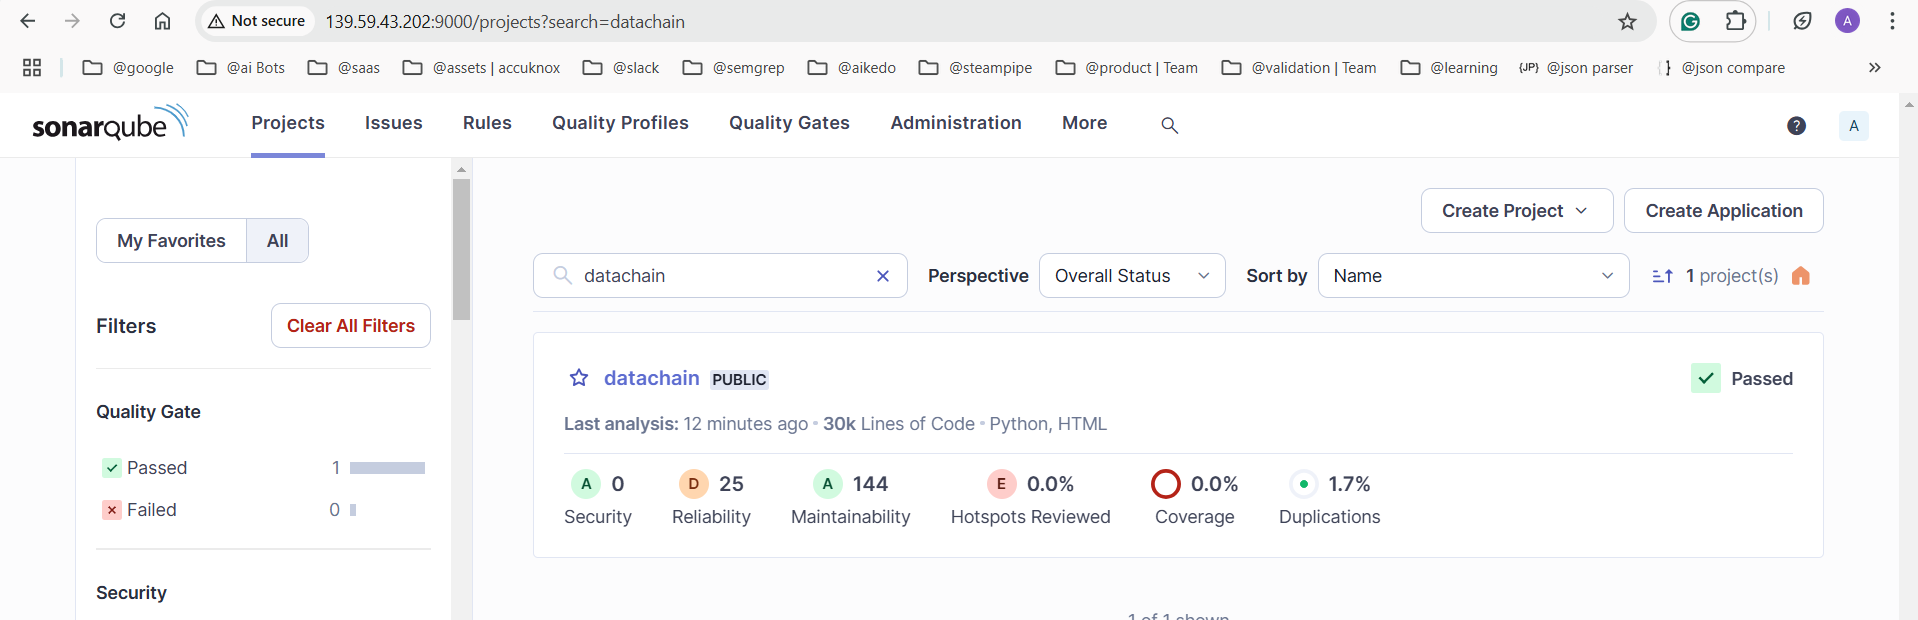 Not secure 139.59.43.202:9000/projects?search=datachain A
@google @ai Bots @saas @assets | accuknox @slack @semgrep @aikedo @steampipe @product | Team @validation | Team @learning {JP} @json parser { } @json compare »
sonarqube Projects Issues Rules Quality Profiles Quality Gates Administration More ? A
Create Project Create Application
My Favorites All
datachain Perspective Overall Status Sort by Name 1 project(s)
Filters Clear All Filters
datachain PUBLIC Passed
Last analysis: 12 minutes ago • 30k Lines of Code • Python, HTML
Quality Gate
Passed 1
Failed 0
A 0 D 25 A 144 E 0.0% 0.0% 1.7%
Security Reliability Maintainability Hotspots Reviewed Coverage Duplications
Security
1 of 1 shown